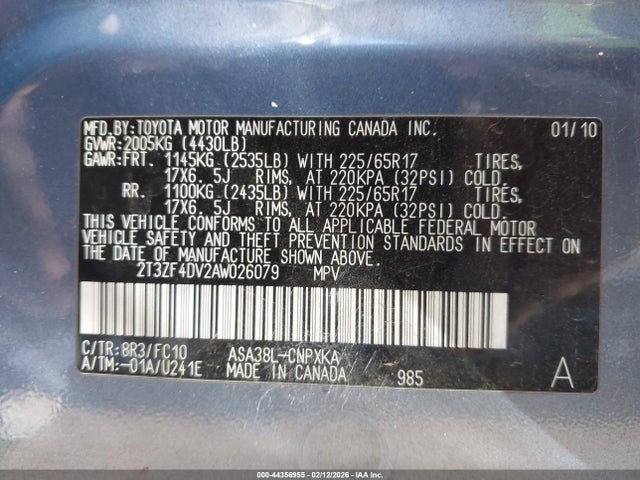 MFD.BY:TOYOTA MOTOR MANUFACTURING CANADA INC. 01/10
GVWR:2005KG (4430LB)
GAWR:FRT. 1145KG (2535LB) WITH 225/65R17 TIRES,
17X6.5J RIMS, AT 220KPA (32PSI) COLD.
RR. 1100KG (2435LB) WITH 225/65R17 TIRES,
17X6.5J RIMS, AT 220KPA (32PSI) COLD.
THIS VEHICLE CONFORMS TO ALL APPLICABLE FEDERAL MOTOR
VEHICLE SAFETY AND THEFT PREVENTION STANDARDS IN EFFECT ON
THE DATE OF MANUFACTURE SHOWN ABOVE.
2T3ZF4DV2AW026079 MPV
C/TR:8R3/FC10 ASA38L-CNPXKA
A/TM:-01A/U241E MADE IN CANADA 985 A
000-44356955 - 02/12/2026 - IAA Inc.